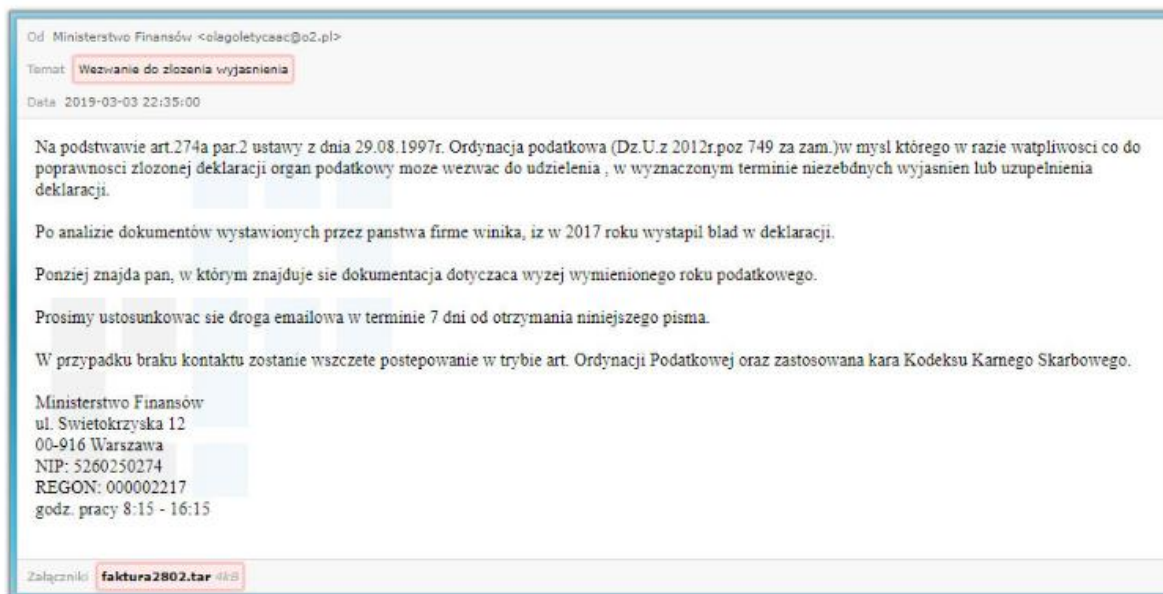 Od Ministerstwo Finansów <olagoletycaac@o2.pl>
Temat Wezwanie do zlozenia wyjasnienia
Data 2019-03-03 22:35:00
Na podstwawie art.274a par.2 ustawy z dnia 29.08.1997r. Ordynacja podatkowa (Dz.U.z 2012r.poz 749 za zam.)w mysl którego w razie watpliwosci co do
poprawnosci zlozonej deklaracji organ podatkowy moze wezwac do udzielenia , w wyznaczonym terminie niezebdnych wyjasnien lub uzupelnienia
deklaracji.
Po analizie dokumentów wystawionych przez panstwa firme winika, iz w 2017 roku wystapil blad w deklaracji.
Ponziej znajda pan, w którym znajduje sie dokumentacja dotyczaca wyzej wymienionego roku podatkowego.
Prosimy ustosunkowac sie droga emailowa w terminie 7 dni od otrzymania niniejszego pisma.
W przypadku braku kontaktu zostanie wszczete postepowanie w trybie art. Ordynacji Podatkowej oraz zastosowana kara Kodeksu Karnego Skarbowego.
Ministerstwo Finansów
ul. Swietokrzyska 12
00-916 Warszawa
NIP: 5260250274
REGON: 000002217
godz. pracy 8:15 - 16:15
Załączniki faktura2802.tar 4kB